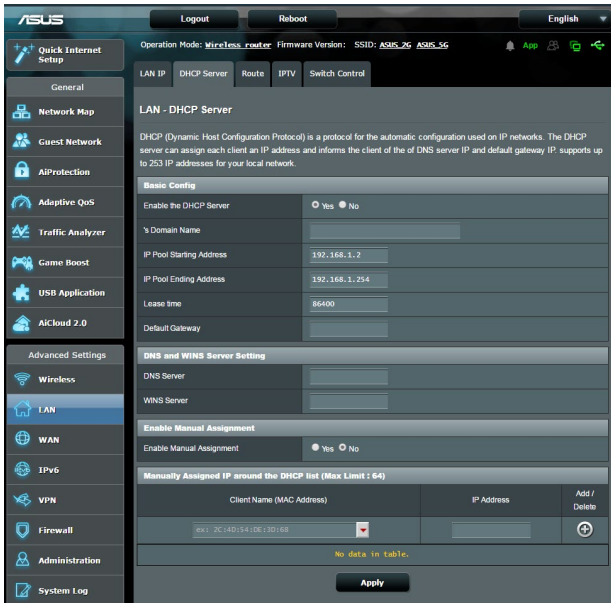 ASUS
Logout
Reboot
English
Quick Internet Setup
Operation Mode: Wireless router Firmware Version: SSID: ASUS_2G ASUS_5G
App
LAN IP
DHCP Server
Route
IPTV
Switch Control
General
Network Map
Guest Network
AiProtection
Adaptive QoS
Traffic Analyzer
Game Boost
USB Application
AiCloud 2.0
Advanced Settings
Wireless
LAN
WAN
IPv6
VPN
Firewall
Administration
System Log
LAN - DHCP Server
DHCP (Dynamic Host Configuration Protocol) is a protocol for the automatic configuration used on IP networks. The DHCP
server can assign each client an IP address and informs the client of the of DNS server IP and default gateway IP. supports up
to 253 IP addresses for your local network.
Basic Config
Enable the DHCP Server Yes No
's Domain Name
IP Pool Starting Address 192.168.1.2
IP Pool Ending Address 192.168.1.254
Lease time 86400
Default Gateway
DNS and WINS Server Setting
DNS Server
WINS Server
Enable Manual Assignment
Enable Manual Assignment Yes No
Manually Assigned IP around the DHCP list (Max Limit : 64)
Client Name (MAC Address) IP Address Add / Delete
ex: 2C:4D:54:DE:3D:68
No data in table.
Apply